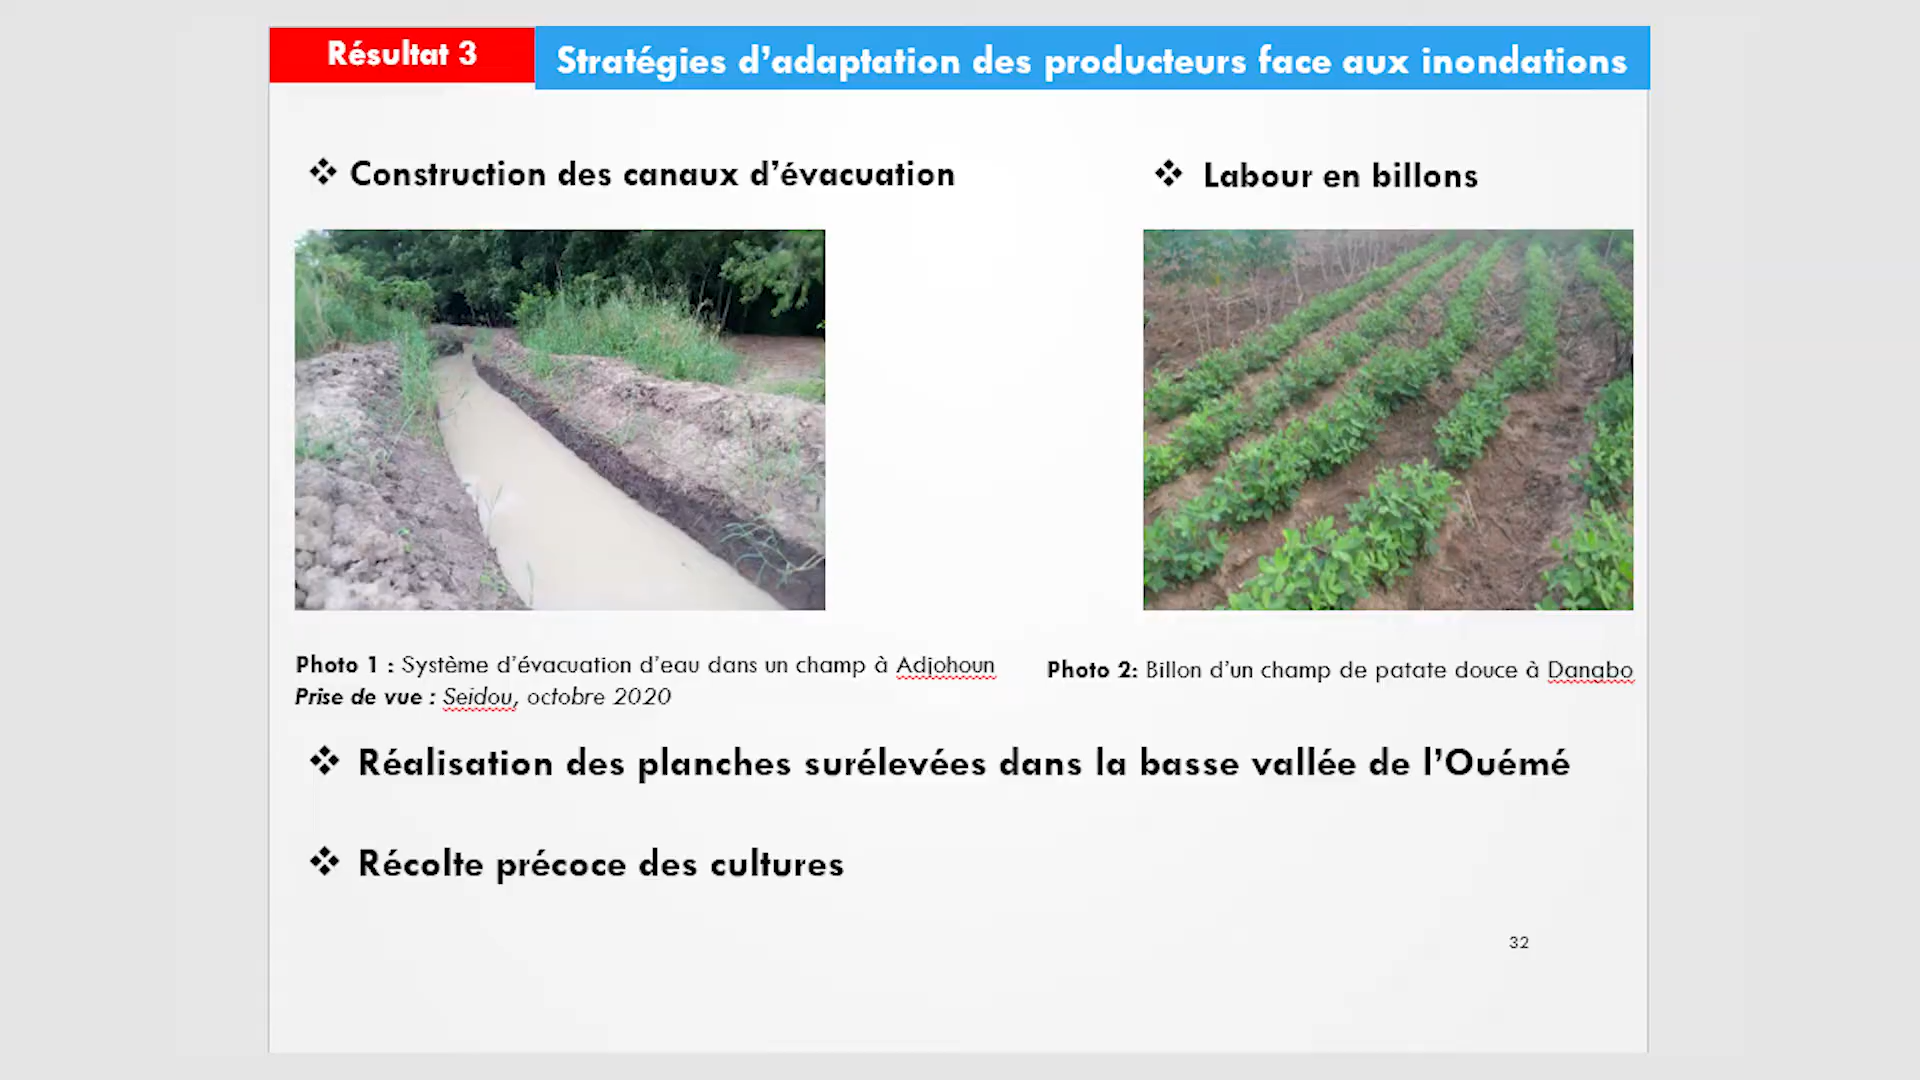 Résultat 3
Stratégies d'adaptation des producteurs face aux inondations
❖ Construction des canaux d'évacuation
❖ Labour en billons
Photo 1 : Système d'évacuation d'eau dans un champ à Adjohoun
Prise de vue : Seidou, octobre 2020
Photo 2: Billon d'un champ de patate douce à Dangbo
❖ Réalisation des planches surélevées dans la basse vallée de l'Ouémé
❖ Récolte précoce des cultures
32